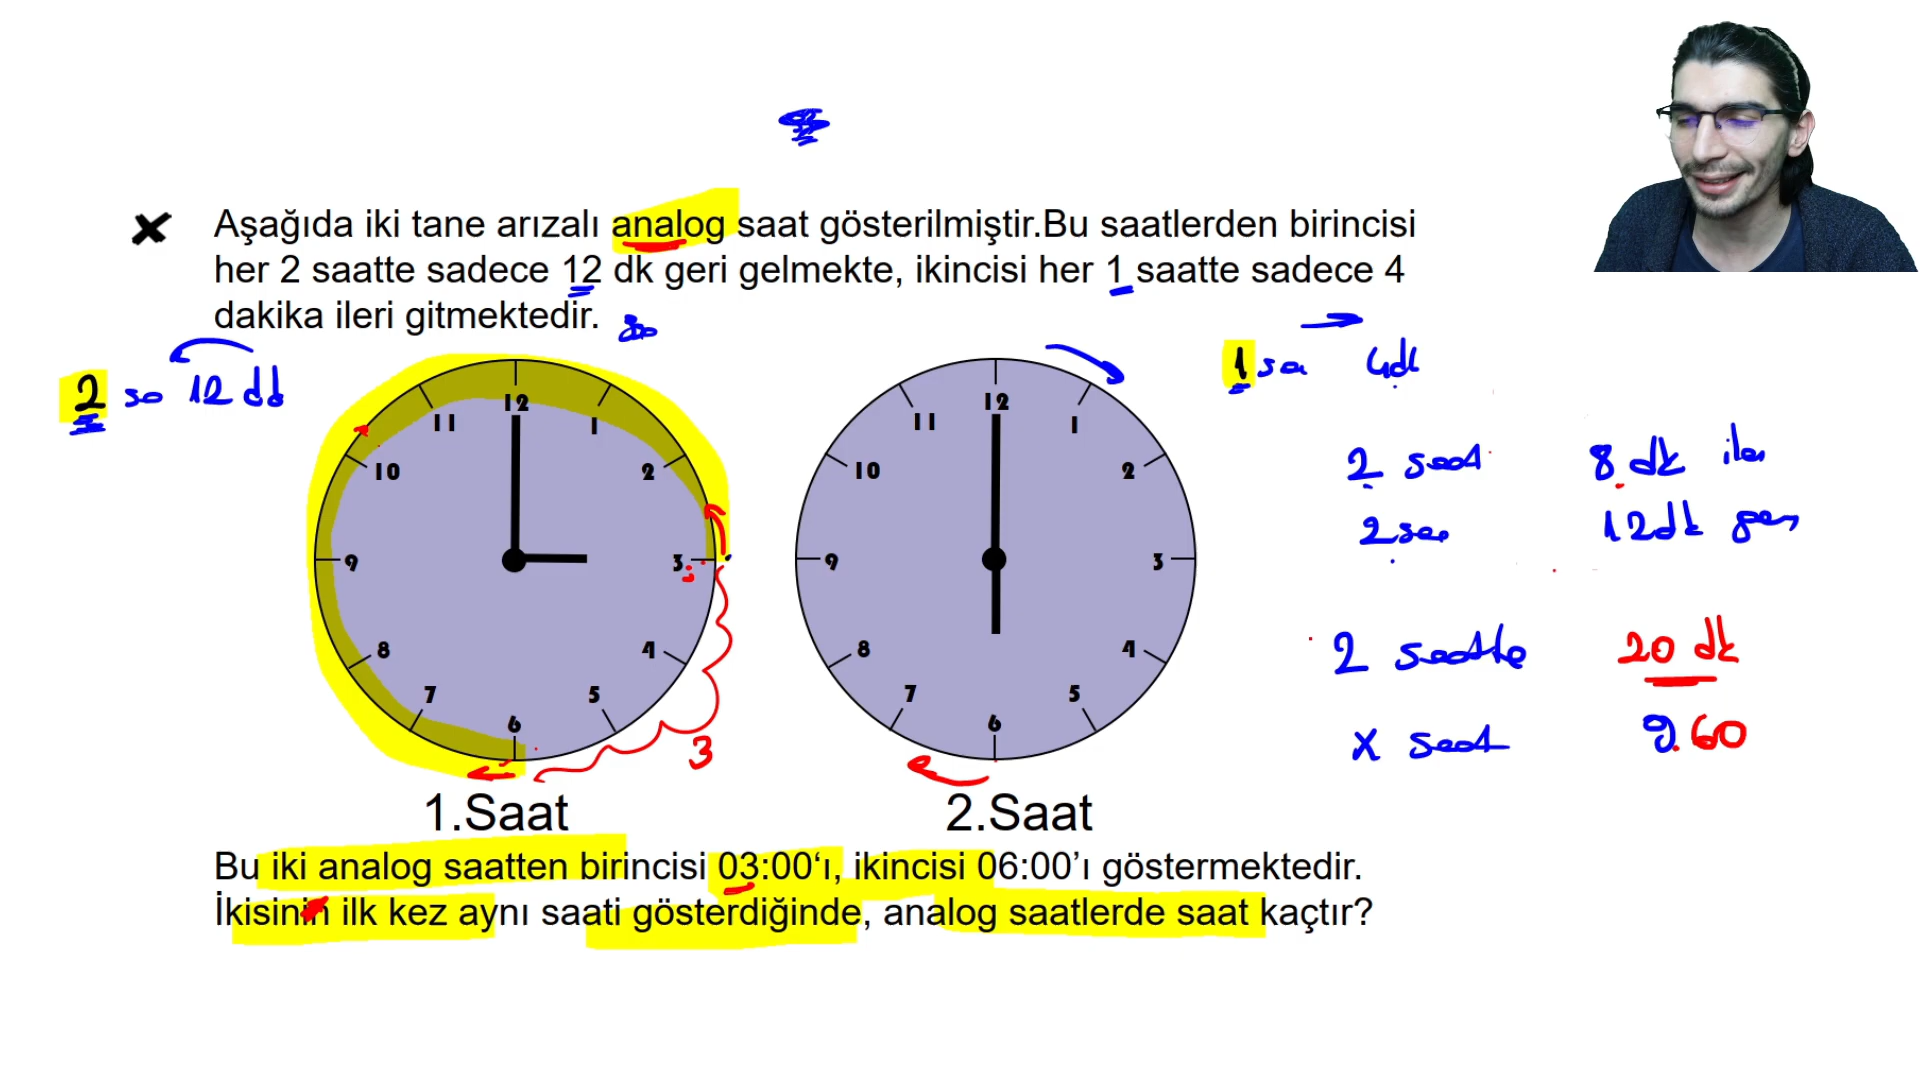 Aşağıda iki tane arızalı analog saat gösterilmiştir.Bu saatlerden birincisi
her 2 saatte sadece 12 dk geri gelmekte, ikincisi her 1 saatte sadece 4
dakika ileri gitmektedir.
2 sa 12 dk
1 sa 4dk
12
11
1
10
2
9
3
8
4
7
5
6
12
11
1
10
2
9
3
8
4
7
5
6
3
2 saat 8 dk
2 saa 12dk
2 saatte 20 dk
x saat 9.60
1.Saat
2.Saat
Bu iki analog saatten birincisi 03:00‘ı, ikincisi 06:00’ı göstermektedir.
İkisinin ilk kez aynı saati gösterdiğinde, analog saatlerde saat kaçtır?